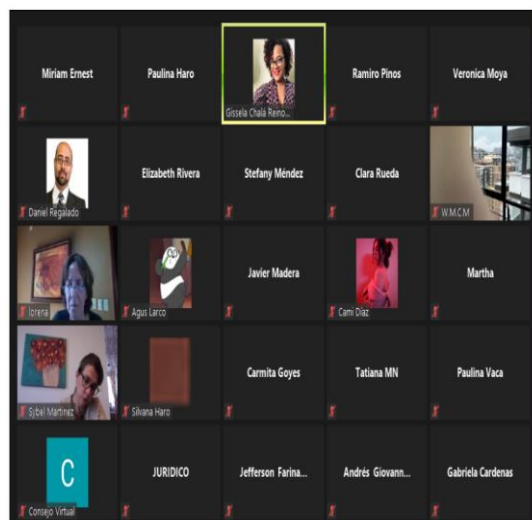 Miriam Ernest
Paulina Haro
Gissela Chalá Reino...
Ramiro Pinos
Veronica Moya
Daniel Regalado
Elizabeth Rivera
Stefany Méndez
Clara Rueda
W.M.C.M
lorena
Agus Larco
Javier Madera
Cami Díaz
Martha
Sybel Martinez
Silvana Haro
Carmita Goyes
Tatiana MN
Paulina Vaca
C
Consejo Virtual
JURIDICO
Jefferson Farina...
Andrés Giovann...
Gabriela Cardenas